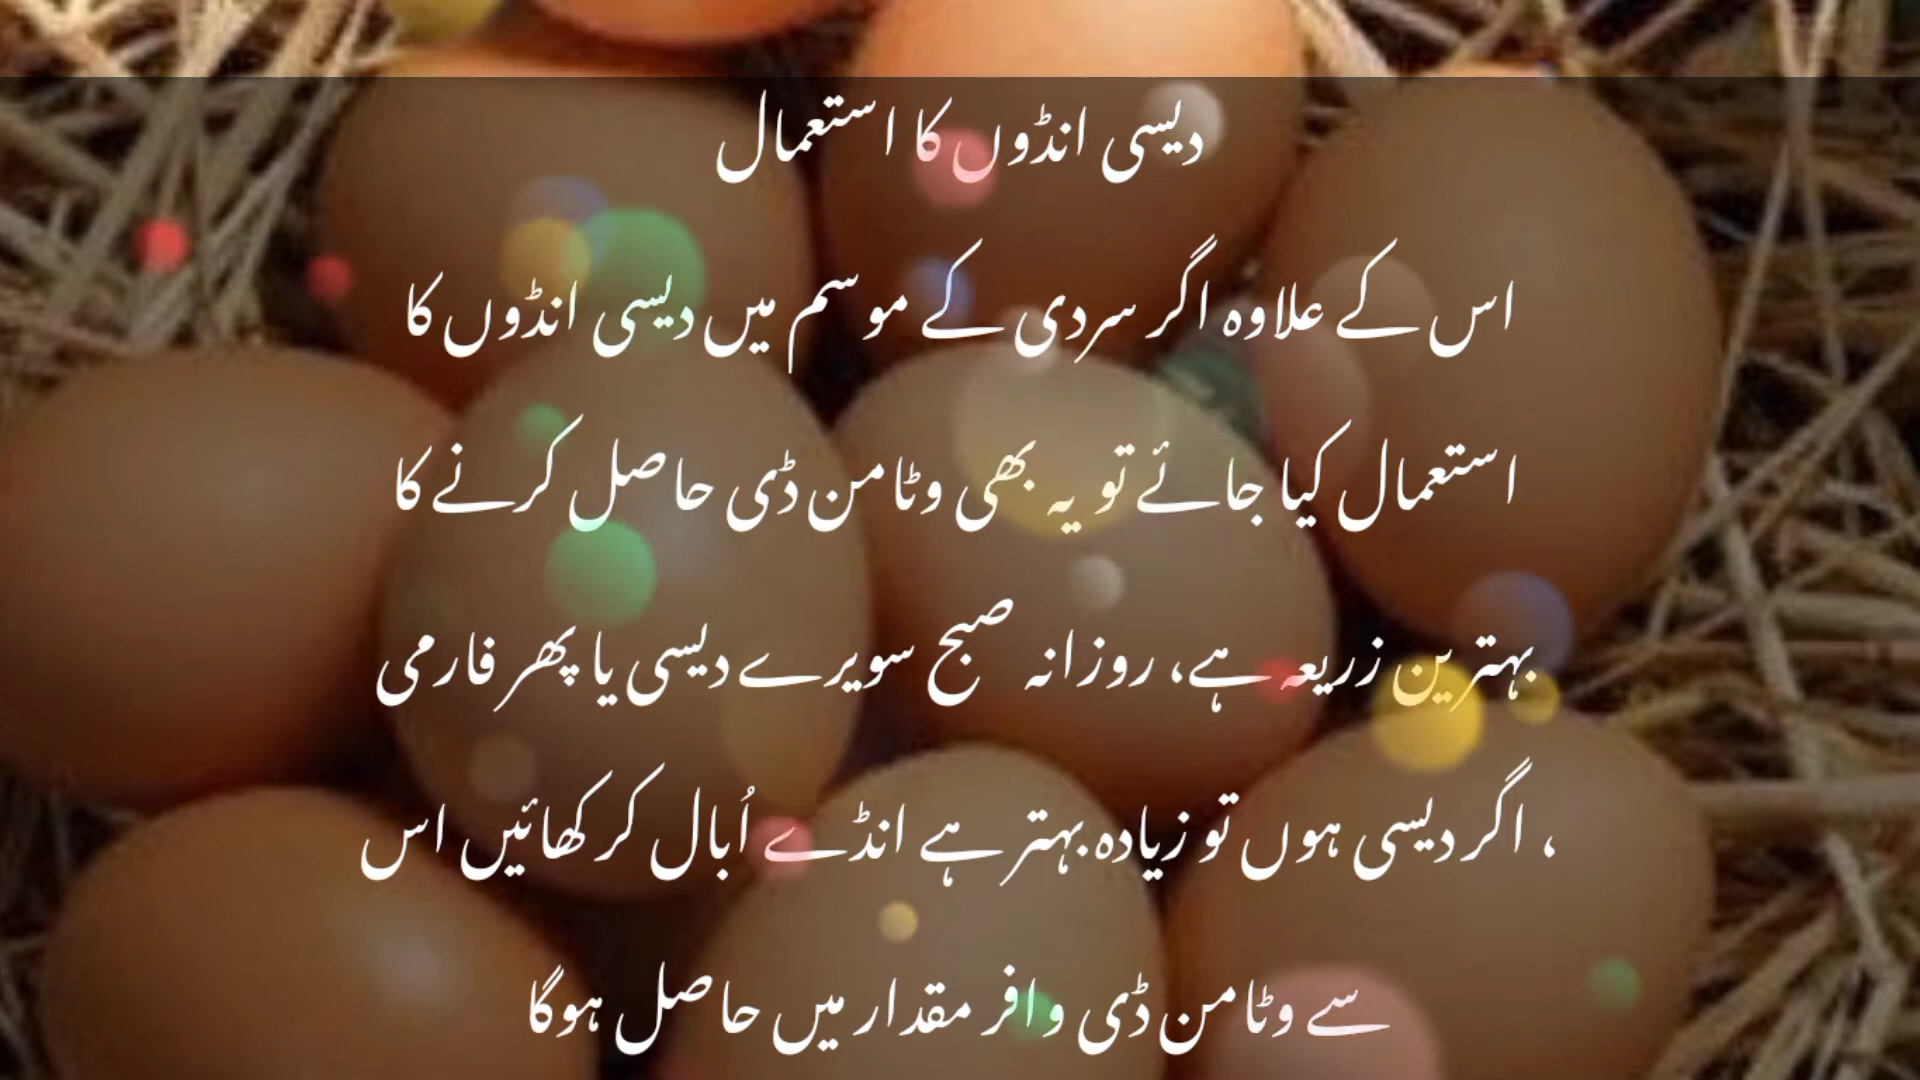 دیسی انڈوں کا استعمال
اس کے علاوہ اگر سردی کے موسم میں دیسی انڈوں کا
استعمال کیا جائے تو یہ بھی وٹامن ڈی حاصل کرنے کا
بہترین زریعہ ہے، روزانہ صبح سویرے دیسی یا پھر فارمی
، اگر دیسی ہوں تو زیادہ بہتر ہے انڈے اُبال کر کھائیں اس
سے وٹامن ڈی وافر مقدار میں حاصل ہوگا